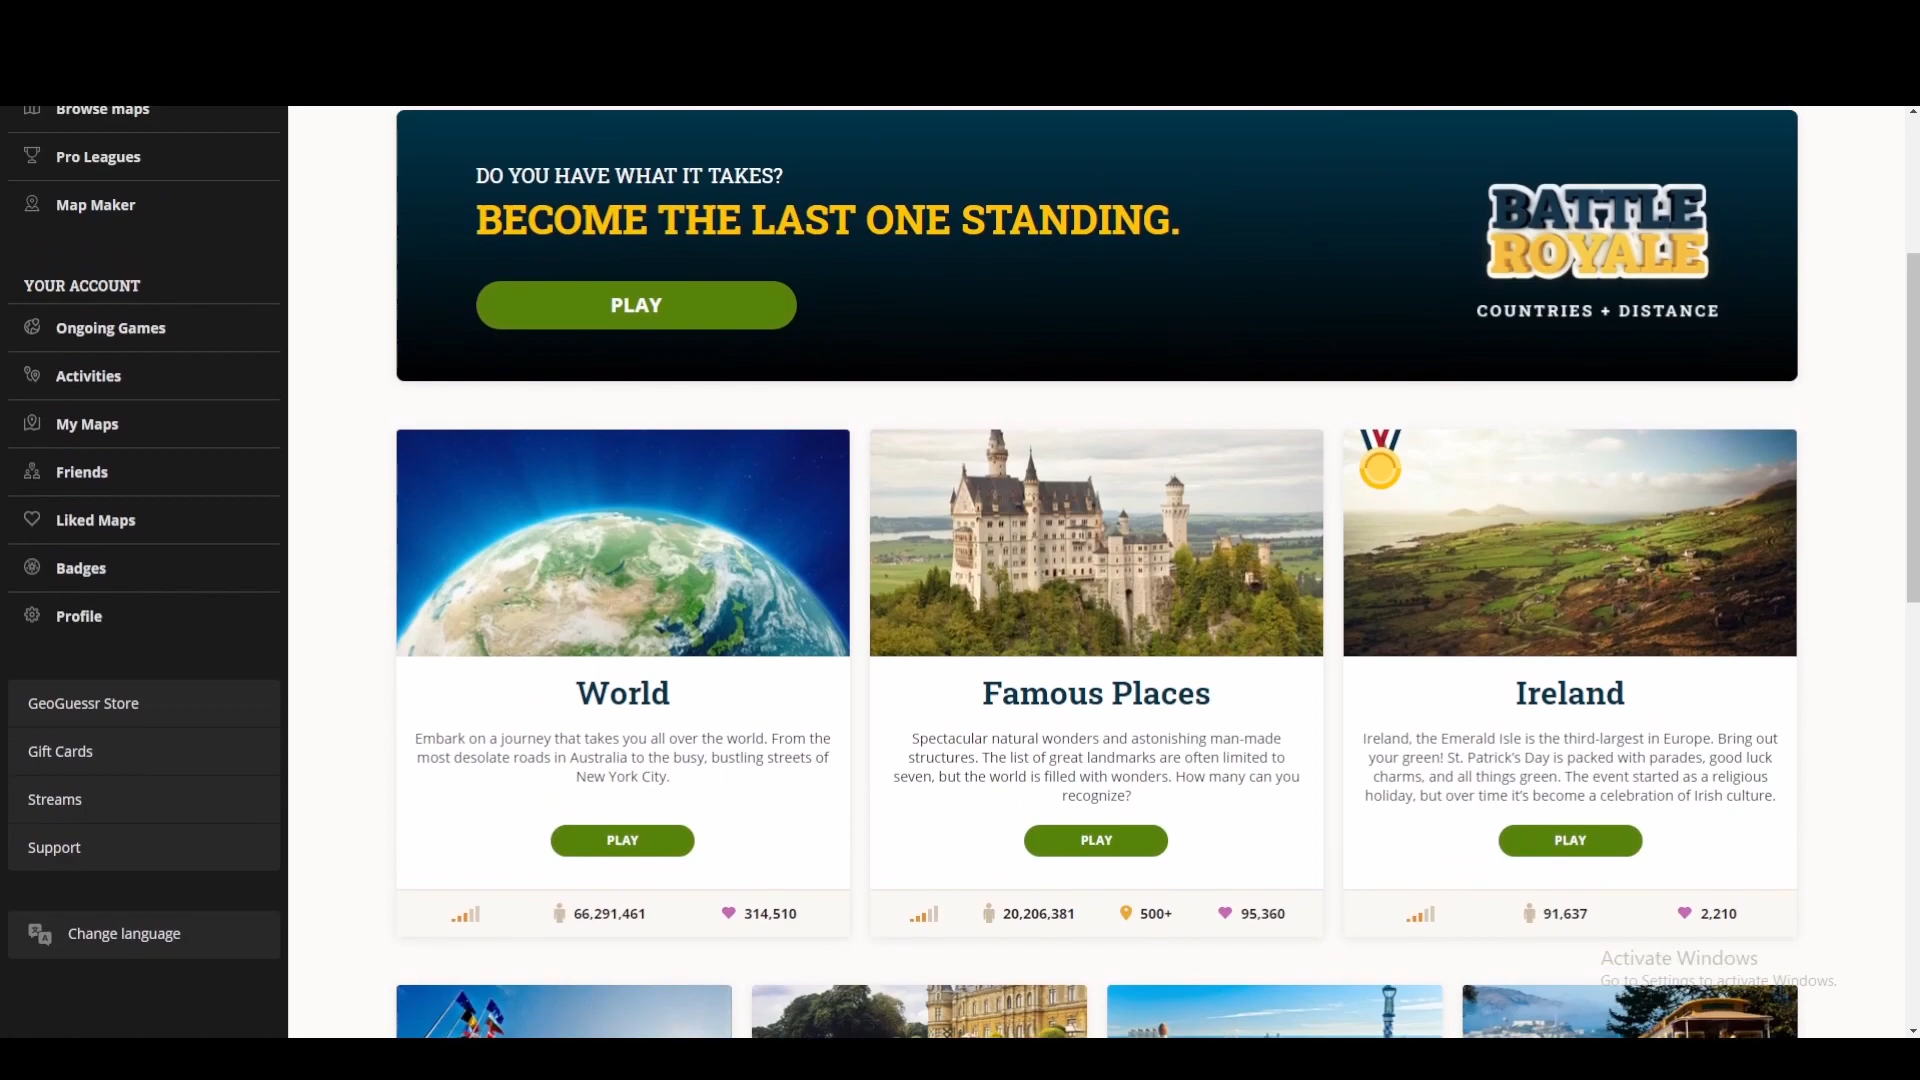 Browse maps
Pro Leagues
Map Maker
YOUR ACCOUNT
Ongoing Games
Activities
My Maps
Friends
Liked Maps
Badges
Profile
GeoGuessr Store
Gift Cards
Streams
Support
Change language
DO YOU HAVE WHAT IT TAKES?
BECOME THE LAST ONE STANDING.
PLAY
BATTLE
ROYALE
COUNTRIES + DISTANCE
World
Embark on a journey that takes you all over the world. From the
most desolate roads in Australia to the busy, bustling streets of
New York City.
PLAY
66,291,461 314,510
Famous Places
Spectacular natural wonders and astonishing man-made
structures. The list of great landmarks are often limited to
seven, but the world is filled with wonders. How many can you
recognize?
PLAY
20,206,381 500+ 95,360
Ireland
Ireland, the Emerald Isle is the third-largest in Europe. Bring out
your green! St. Patrick's Day is packed with parades, good luck
charms, and all things green. The event started as a religious
holiday, but over time it's become a celebration of Irish culture.
PLAY
91,637 2,210
Activate Windows
Go to Settings to activate Windows.